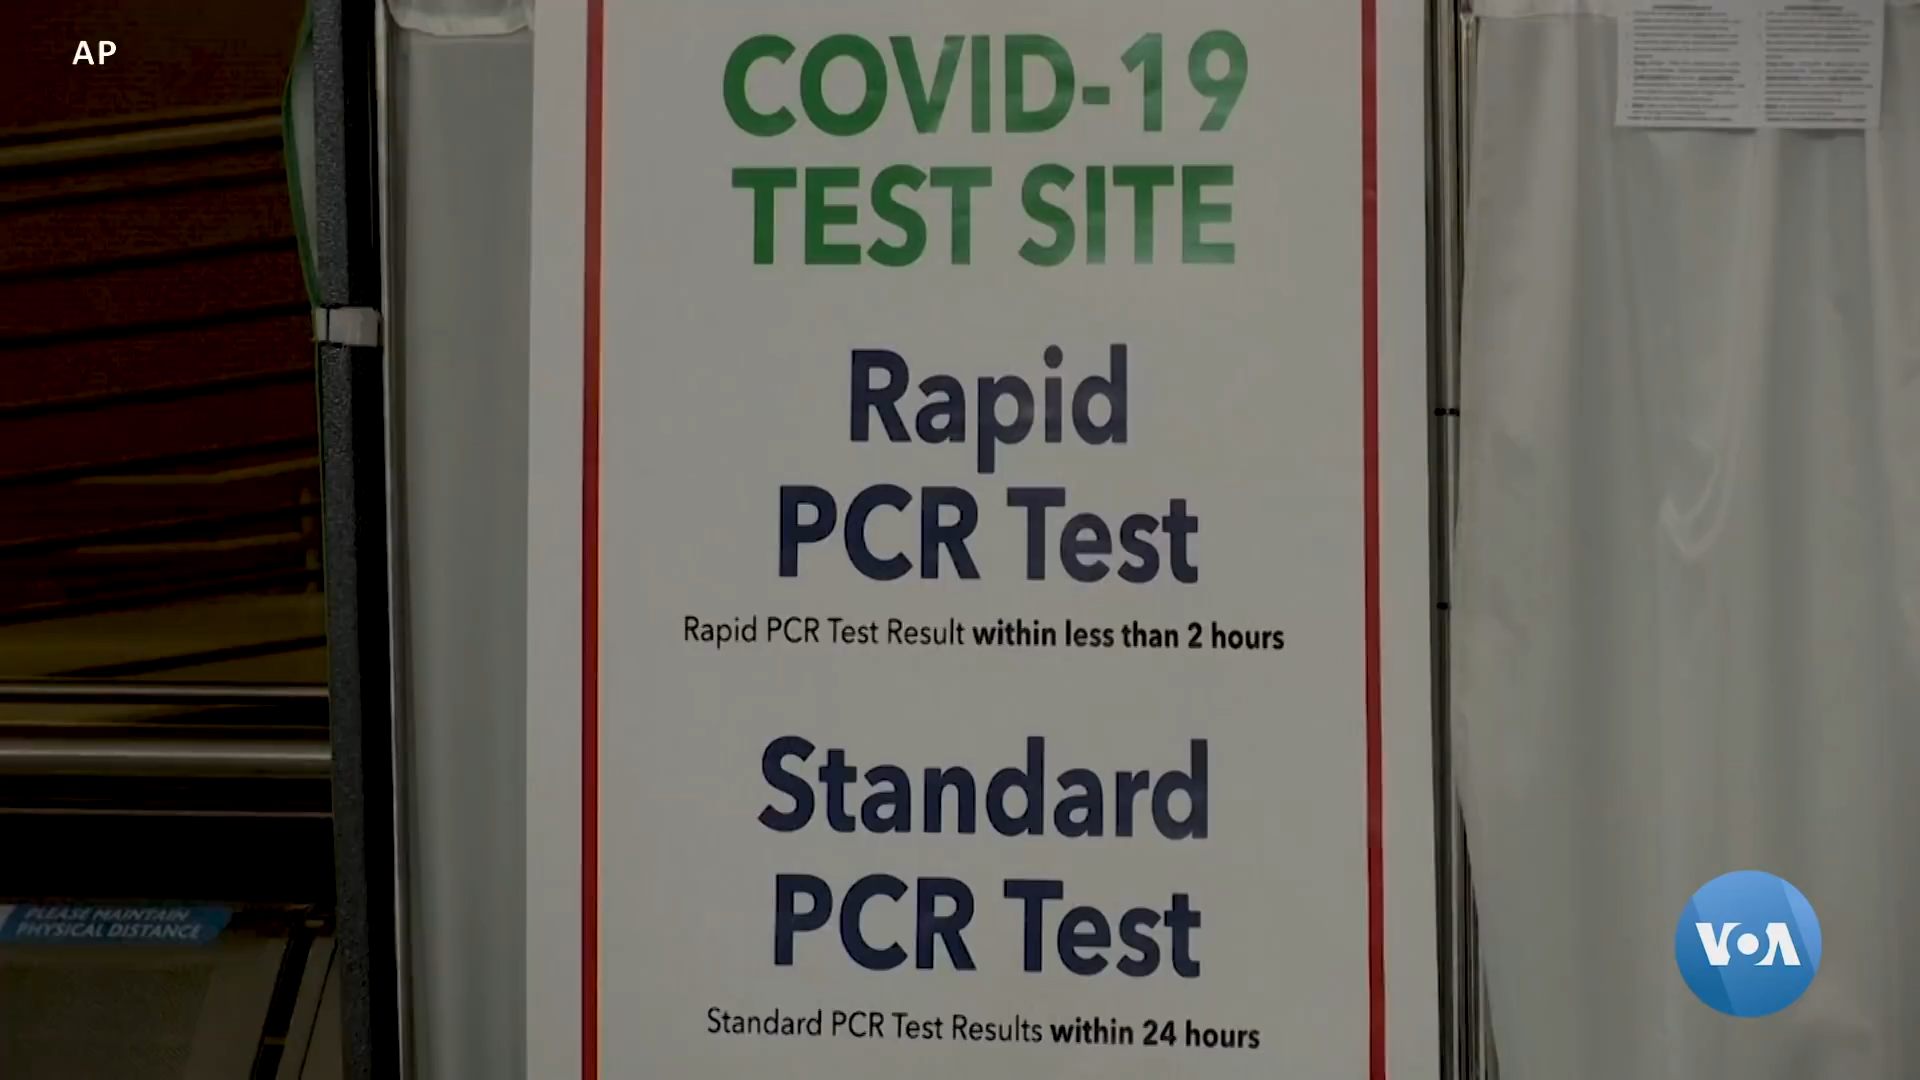 AP
COVID-19
TEST SITE
Rapid
PCR Test
Rapid PCR Test Result within less than 2 hours
Standard
PCR Test
Standard PCR Test Results within 24 hours
PLEASE MAINTAIN
PHYSICAL DISTANCE
VOA